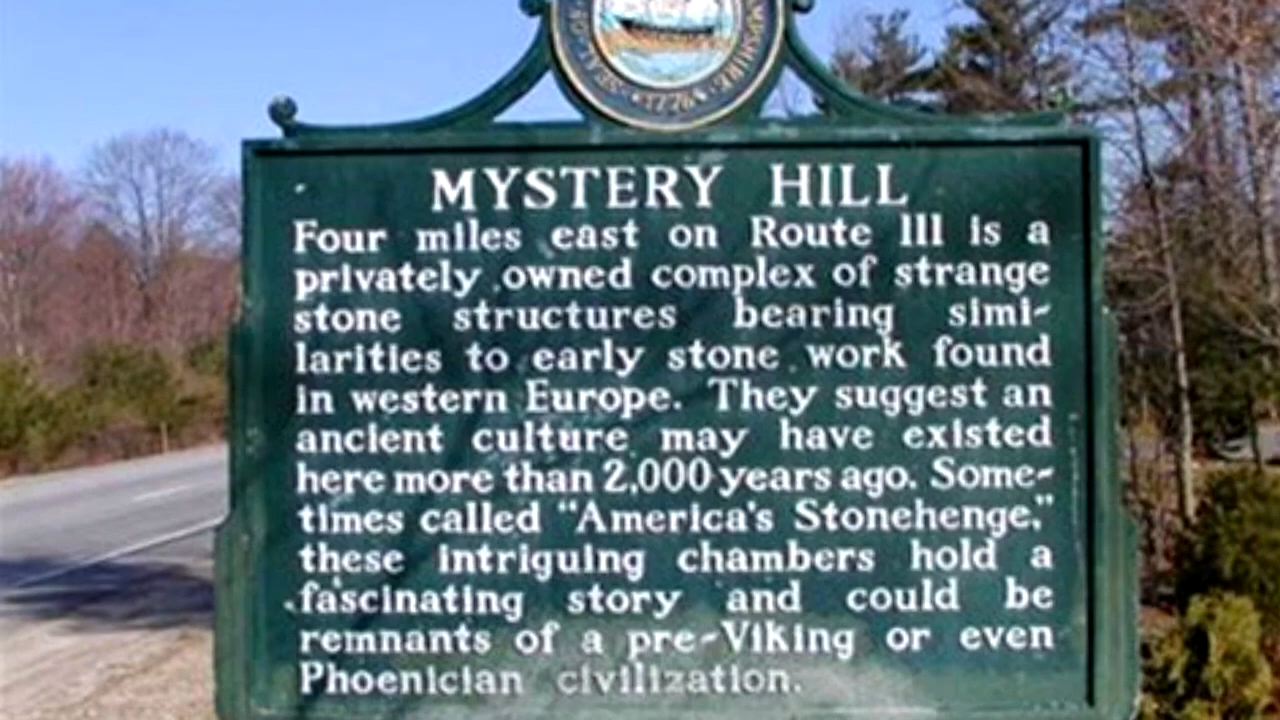 1776
MYSTERY HILL
Four miles east on Route 111 is a
privately owned complex of strange
stone structures bearing simi-
larities to early stone work found
in western Europe. They suggest an
ancient culture may have existed
here more than 2,000 years ago. Some-
times called "America's Stonehenge,"
these intriguing chambers hold a
fascinating story and could be
remnants of a pre-Viking or even
Phoenician civilization.